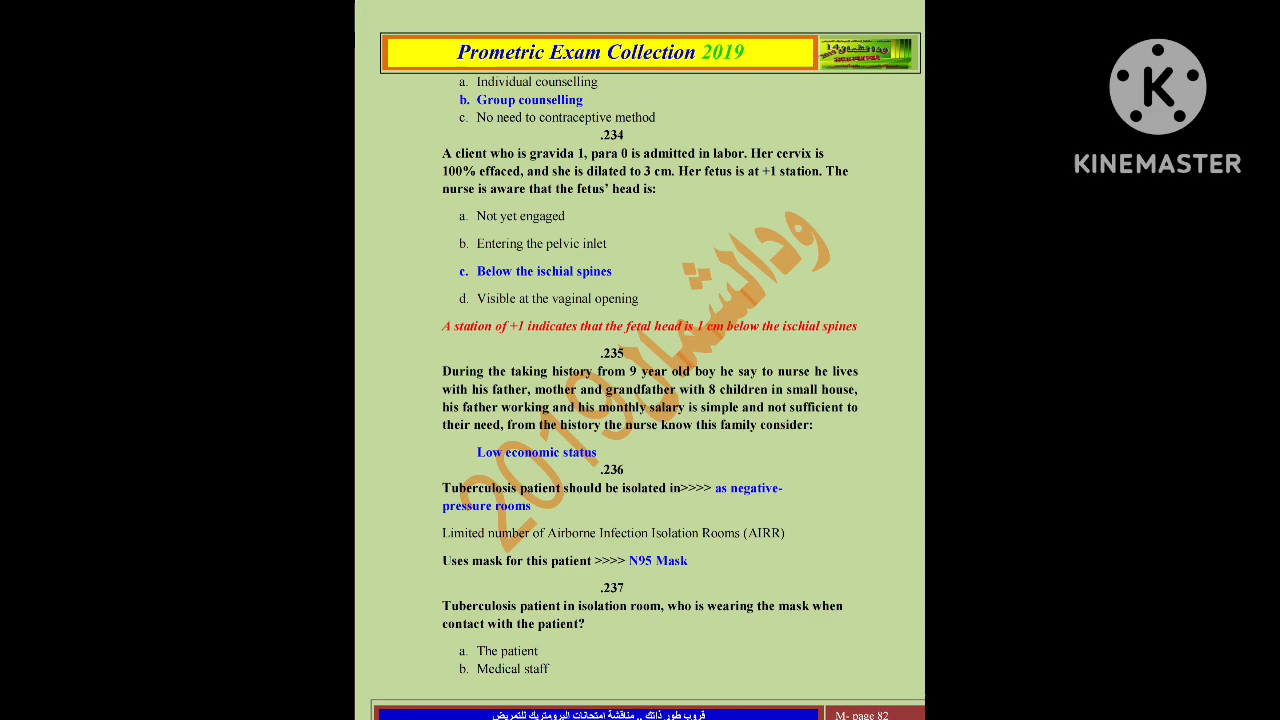 Prometric Exam Collection 2019
KINEMASTER
a. Individual counselling
b. Group counselling
c. No need to contraceptive method
.234
A client who is gravida 1, para 0 is admitted in labor. Her cervix is
100% effaced, and she is dilated to 3 cm. Her fetus is at +1 station. The
nurse is aware that the fetus’ head is:
a. Not yet engaged
b. Entering the pelvic inlet
c. Below the ischial spines
d. Visible at the vaginal opening
A station of +1 indicates that the fetal head is 1 cm below the ischial spines
.235
During the taking history from 9 year old boy he say to nurse he lives
with his father, mother and grandfather with 8 children in small house,
his father working and his monthly salary is simple and not sufficient to
their need, from the history the nurse know this family consider:
Low economic status
.236
Tuberculosis patient should be isolated in>>>> as negative-
pressure rooms
Limited number of Airborne Infection Isolation Rooms (AIRR)
Uses mask for this patient >>>> N95 Mask
.237
Tuberculosis patient in isolation room, who is wearing the mask when
contact with the patient?
a. The patient
b. Medical staff
ودالشمال 2019
قروب طور ذاتك .. مناقشة امتحانات البرومتريك للتمريض
M- page 82